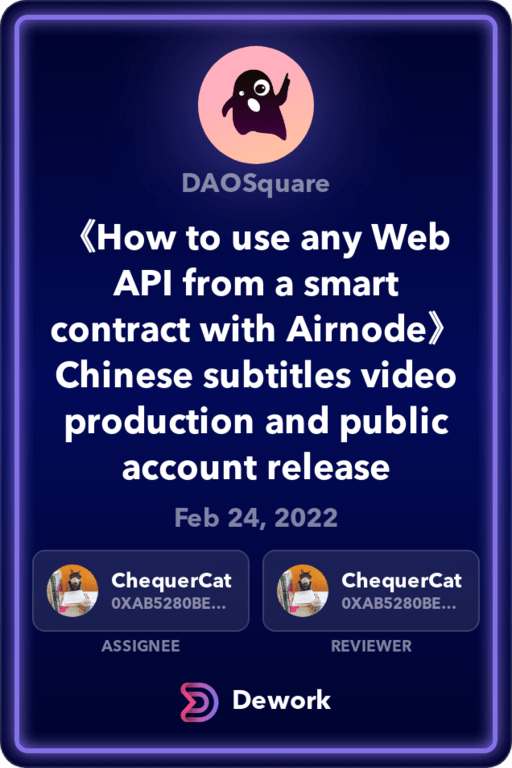 DAOSquare
《How to use any Web
API from a smart
contract with Airnode》
Chinese subtitles video
production and public
account release
Feb 24, 2022
ChequerCat
0XAB5280BE...
ASSIGNEE
ChequerCat
0XAB5280BE...
REVIEWER
Dework